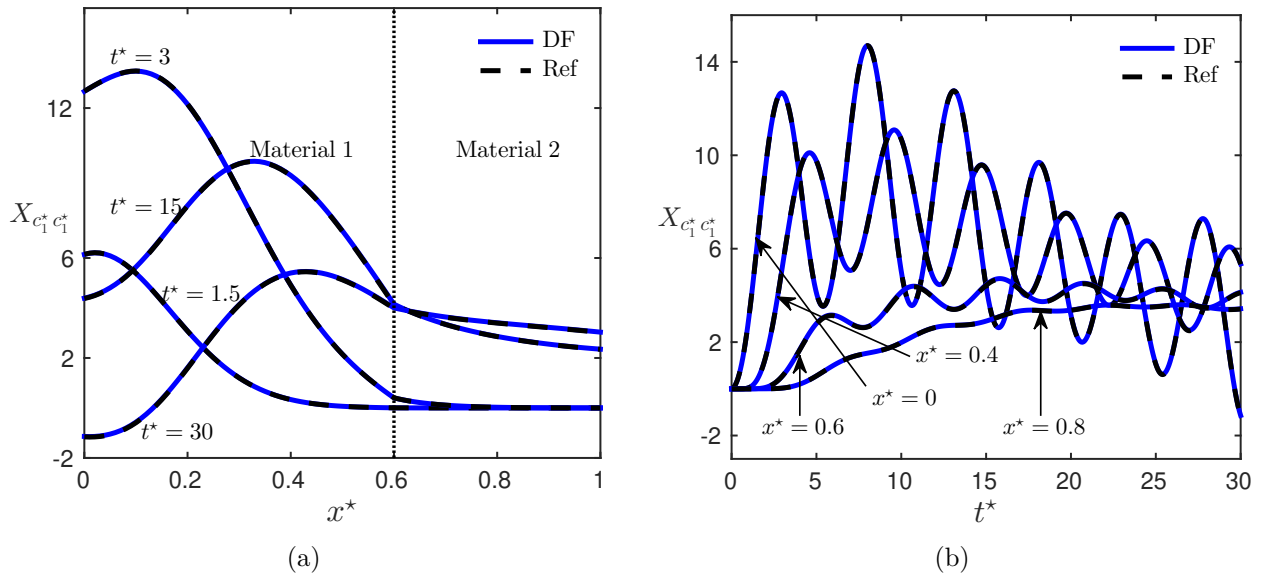 DF
Ref
t* = 3
12
Material 1
Material 2
X_{c_1^* c_1^*}
t* = 15
6
t* = 1.5
2
t* = 30
-2
0
0.2
0.4
0.6
0.8
1
x*
(a)
DF
Ref
14
10
X_{c_1^* c_1^*}
6
2
x* = 0.4
x* = 0
x* = 0.6
x* = 0.8
-2
0
5
10
15
20
25
30
t*
(b)